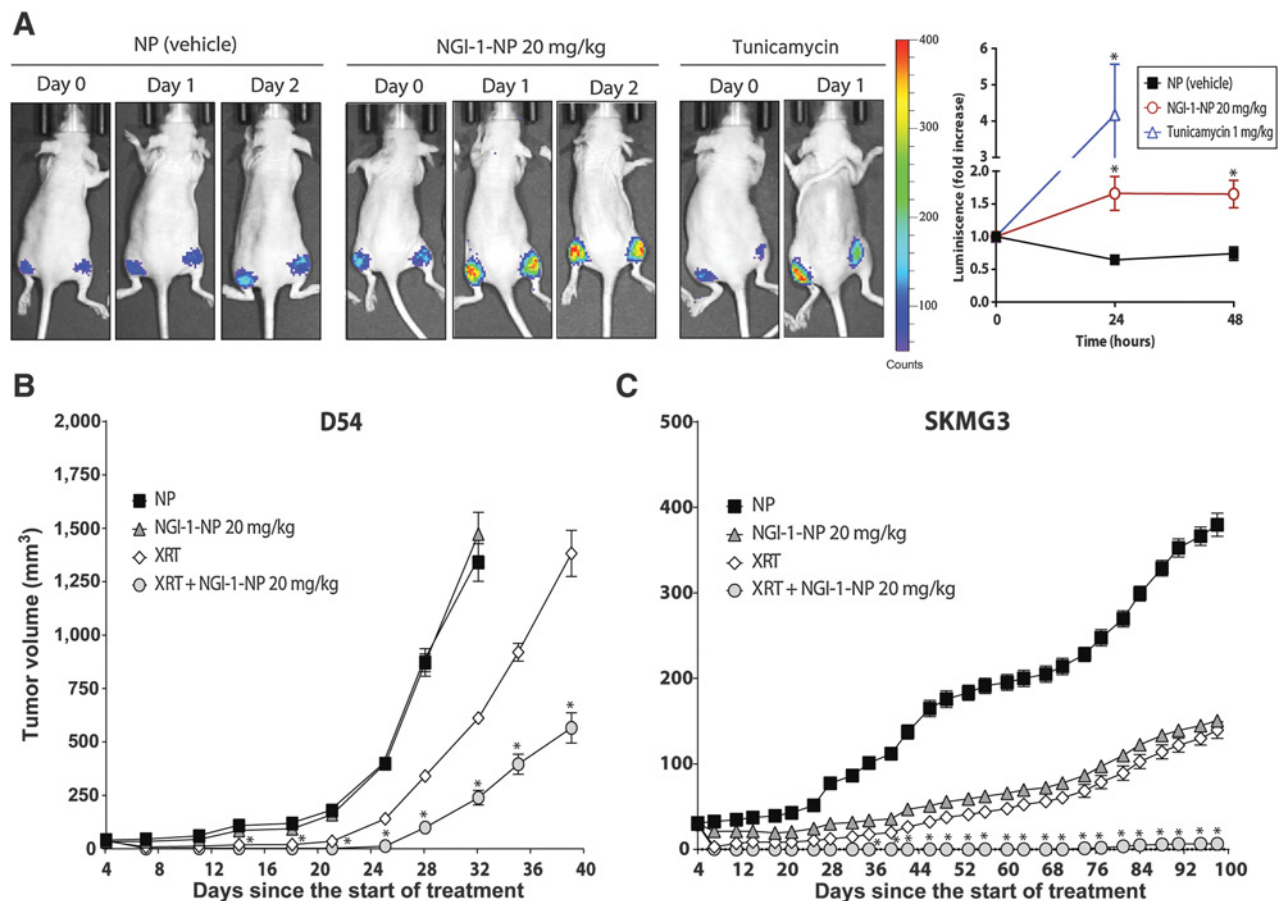 A
NP (vehicle)
NGI-1-NP 20 mg/kg
Tunicamycin
Day 0
Day 1
Day 2
Day 0
Day 1
Day 2
Day 0
Day 1
400
300
200
100
Counts
Luminiscence (fold increase)
6
5
4
3
2.0
1.5
1.0
0.5
0.0
*
*
*
0
24
48
Time (hours)
NP (vehicle)
NGI-1-NP 20 mg/kg
Tunicamycin 1 mg/kg
B
D54
Tumor volume (mm³)
2,000
1,750
1,500
1,250
1,000
750
500
250
0
NP
NGI-1-NP 20 mg/kg
XRT
XRT + NGI-1-NP 20 mg/kg
* * * * * * * *
4 8 12 16 20 24 28 32 36 40
Days since the start of treatment
C
SKMG3
500
400
300
200
100
0
NP
NGI-1-NP 20 mg/kg
XRT
XRT + NGI-1-NP 20 mg/kg
* * * * * * * * * * * * * * * * * *
4 12 20 28 36 44 52 60 68 76 84 92 100
Days since the start of treatment